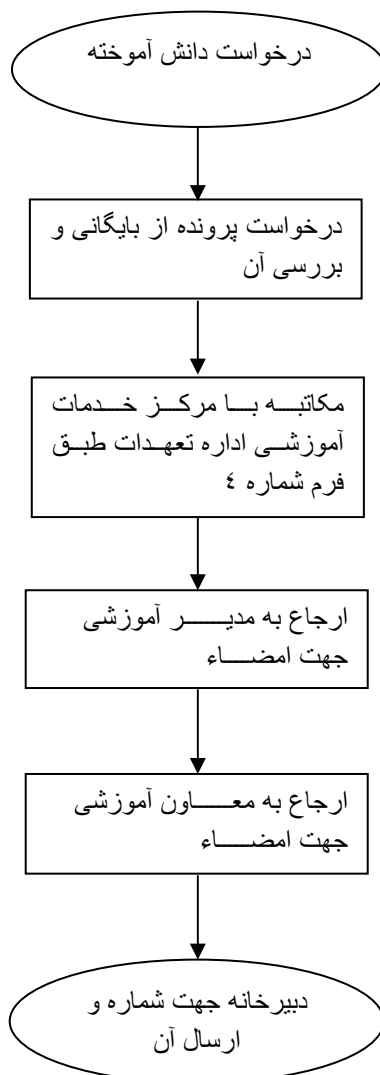 درخواست دانش آموخته
درخواست پرونده از بایگانی و
بررسی آن
مکاتبه با مرکز خدمات
آموزشی اداره تعهدات طبق
فرم شماره ٤
ارجاع به مدیر آموزشی
جهت امضاء
ارجاع به معاون آموزشی
جهت امضاء
دبیرخانه جهت شماره و
ارسال آن